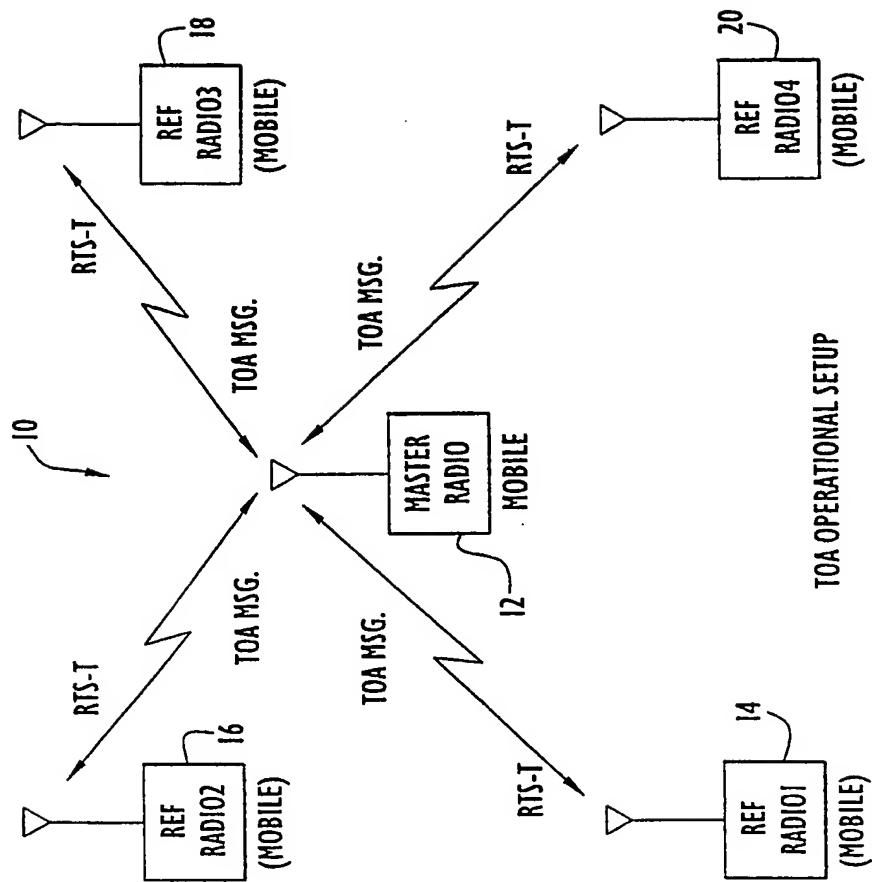 10
RTS-T
RTS-T
16
18
REF
RADIO2
(MOBILE)
REF
RADIO3
(MOBILE)
TOA MSG.
TOA MSG.
MASTER
RADIO
MOBILE
12
TOA MSG.
TOA MSG.
RTS-T
RTS-T
14
20
REF
RADIO1
(MOBILE)
REF
RADIO4
(MOBILE)
TOA OPERATIONAL SETUP